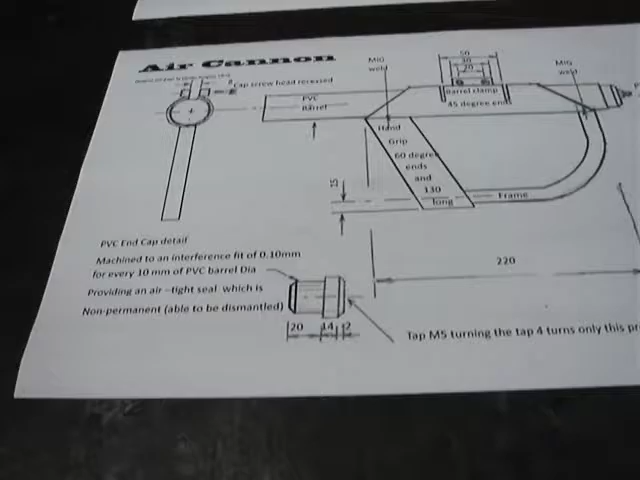 Air Cannon
Cap screw head recessed
MIG
weld
50
30
20
MIG
weld
PVC
Barrel
Barrel clamp
45 degree ends
Hand
Grip
60 degree
ends
and
130
long
15
Frame
220
PVC End Cap detail
Machined to an interference fit of 0.10mm
for every 10 mm of PVC barrel Dia
Providing an air -tight seal which is
Non-permanent (able to be dismantled)
20 14 2
Tap M5 turning the tap 4 turns only this